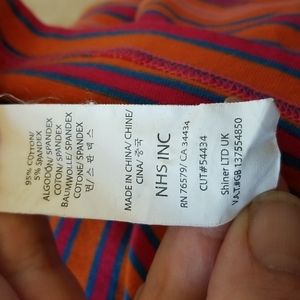 95% COTTON/
5% SPANDEX
ALGODÓN/SPANDEX
COTON/SPANDEX
BAUMWOLLE/SPANDEX
COTONE/SPANDEX
면/스판덱스
MADE IN CHINA/CHINE/
CINA/중국
NHS INC
RN 76579/CA 34434
CUT#54434
Shiner LTD UK
VAT#GB 137554850